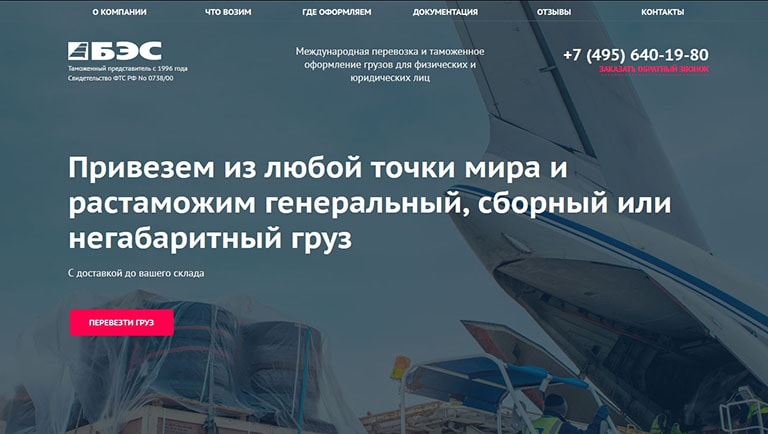 О КОМПАНИИ
ЧТО ВОЗИМ
ГДЕ ОФОРМЛЯЕМ
ДОКУМЕНТАЦИЯ
ОТЗЫВЫ
КОНТАКТЫ
БЭС
Таможенный представитель с 1996 года
Свидетельство ФТС РФ No 0738/00
Международная перевозка и таможенное
оформление грузов для физических и
юридических лиц
+7 (495) 640-19-80
ЗАКАЗАТЬ ОБРАТНЫЙ ЗВОНОК
Привезем из любой точки мира и
растаможим генеральный, сборный или
негабаритный груз
С доставкой до вашего склада
ПЕРЕВЕЗТИ ГРУЗ